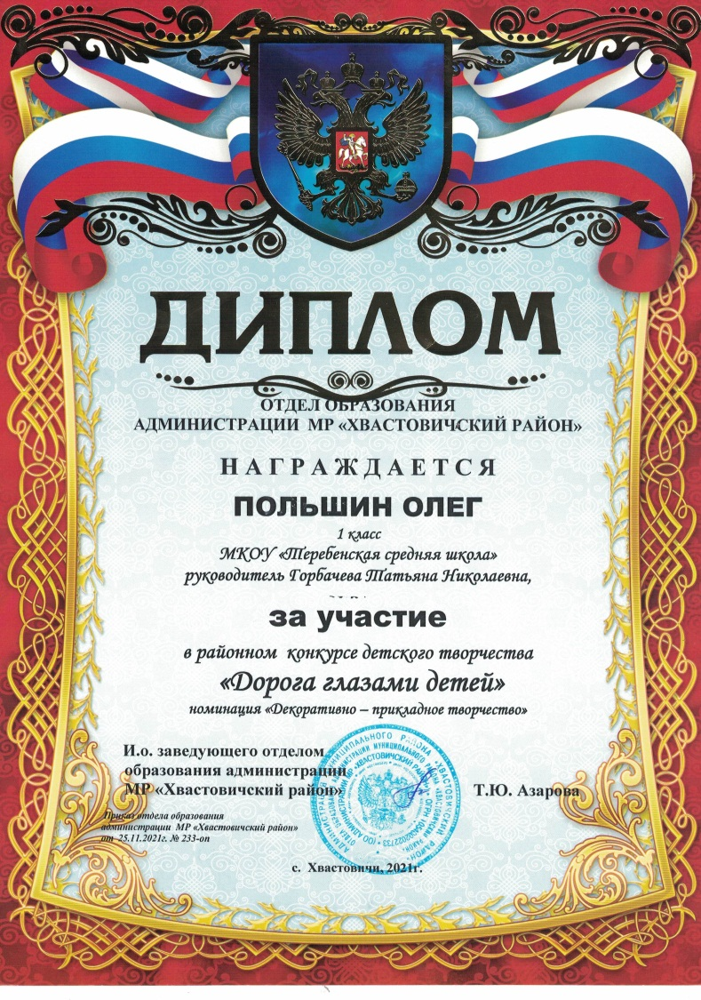 ДИПЛОМ
ОТДЕЛ ОБРАЗОВАНИЯ
АДМИНИСТРАЦИИ МР «ХВАСТОВИЧСКИЙ РАЙОН»
НАГРАЖДАЕТСЯ
ПОЛЬШИН ОЛЕГ
1 класс
МКОУ «Теребенская средняя школа»
руководитель Горбачева Татьяна Николаевна,
за участие
в районном конкурсе детского творчества
«Дорога глазами детей»
номинация «Декоративно – прикладное творчество»
И.о. заведующего отделом
образования администрации
МР «Хвастовичский район» Т.Ю. Азарова
Приказ отдела образования
администрации МР «Хвастовичский район»
от 25.11.2021г. № 233-оп
с. Хвастовичи, 2021г.